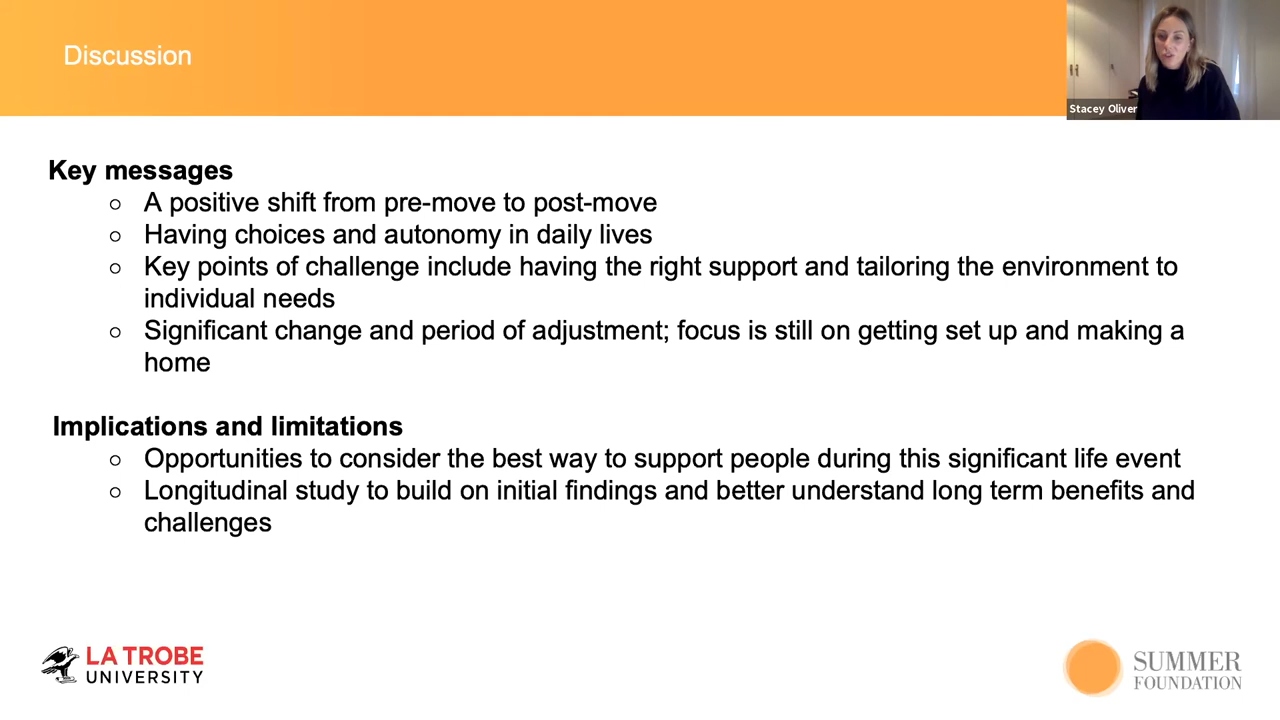 Discussion
Stacey Oliver
Key messages
○ A positive shift from pre-move to post-move
○ Having choices and autonomy in daily lives
○ Key points of challenge include having the right support and tailoring the environment to
individual needs
○ Significant change and period of adjustment; focus is still on getting set up and making a
home
Implications and limitations
○ Opportunities to consider the best way to support people during this significant life event
○ Longitudinal study to build on initial findings and better understand long term benefits and
challenges
LA TROBE
UNIVERSITY
SUMMER
FOUNDATION